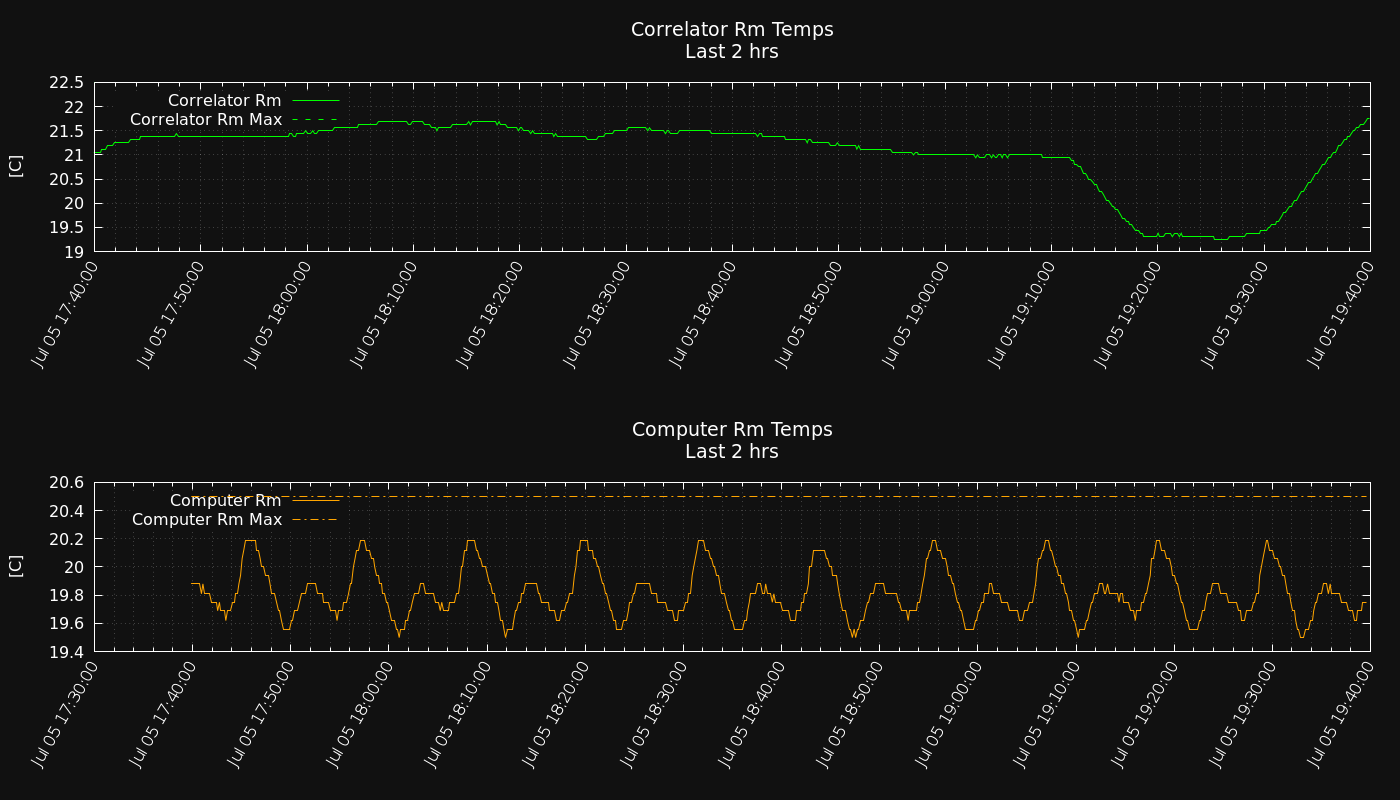 Correlator Rm Temps
Last 2 hrs
22.5
22
21.5
21
20.5
20
19.5
19
[C]
Correlator Rm
Correlator Rm Max
Jul 05 17:40:00
Jul 05 17:50:00
Jul 05 18:00:00
Jul 05 18:10:00
Jul 05 18:20:00
Jul 05 18:30:00
Jul 05 18:40:00
Jul 05 18:50:00
Jul 05 19:00:00
Jul 05 19:10:00
Jul 05 19:20:00
Jul 05 19:30:00
Jul 05 19:40:00
Computer Rm Temps
Last 2 hrs
20.6
20.4
20.2
20
19.8
19.6
19.4
[C]
Computer Rm
Computer Rm Max
Jul 05 17:30:00
Jul 05 17:40:00
Jul 05 17:50:00
Jul 05 18:00:00
Jul 05 18:10:00
Jul 05 18:20:00
Jul 05 18:30:00
Jul 05 18:40:00
Jul 05 18:50:00
Jul 05 19:00:00
Jul 05 19:10:00
Jul 05 19:20:00
Jul 05 19:30:00
Jul 05 19:40:00